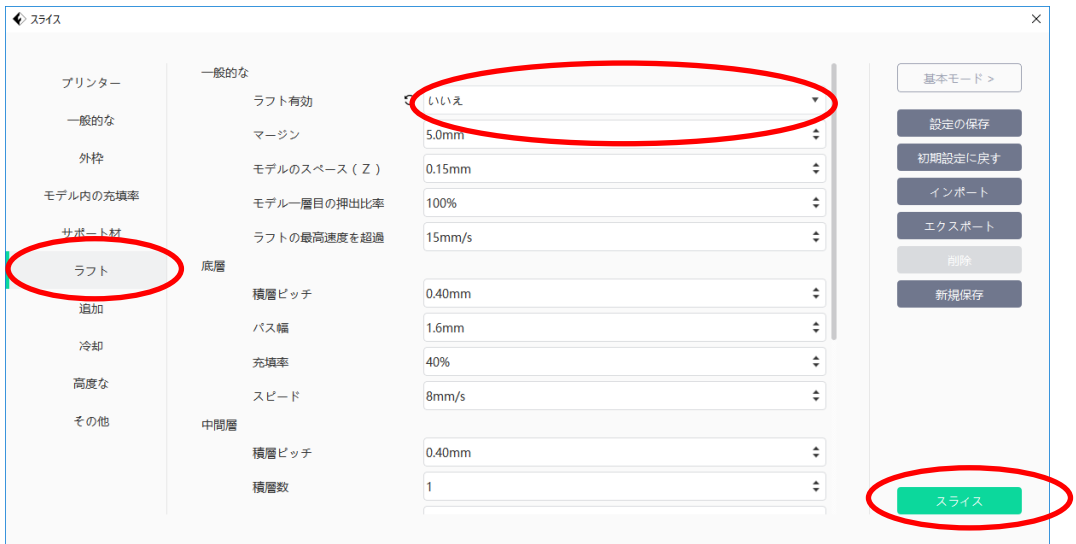 スライス
プリンター
一般的な
外枠
モデル内の充填率
サポート材
ラフト
追加
冷却
高度な
その他
一般的な
ラフト有効 いいえ
マージン 5.0mm
モデルのスペース(Z) 0.15mm
モデル一層目の押出比率 100%
ラフトの最高速度を超過 15mm/s
底層
積層ピッチ 0.40mm
パス幅 1.6mm
充填率 40%
スピード 8mm/s
中間層
積層ピッチ 0.40mm
積層数 1
基本モード >
設定の保存
初期設定に戻す
インポート
エクスポート
削除
新規保存
スライス